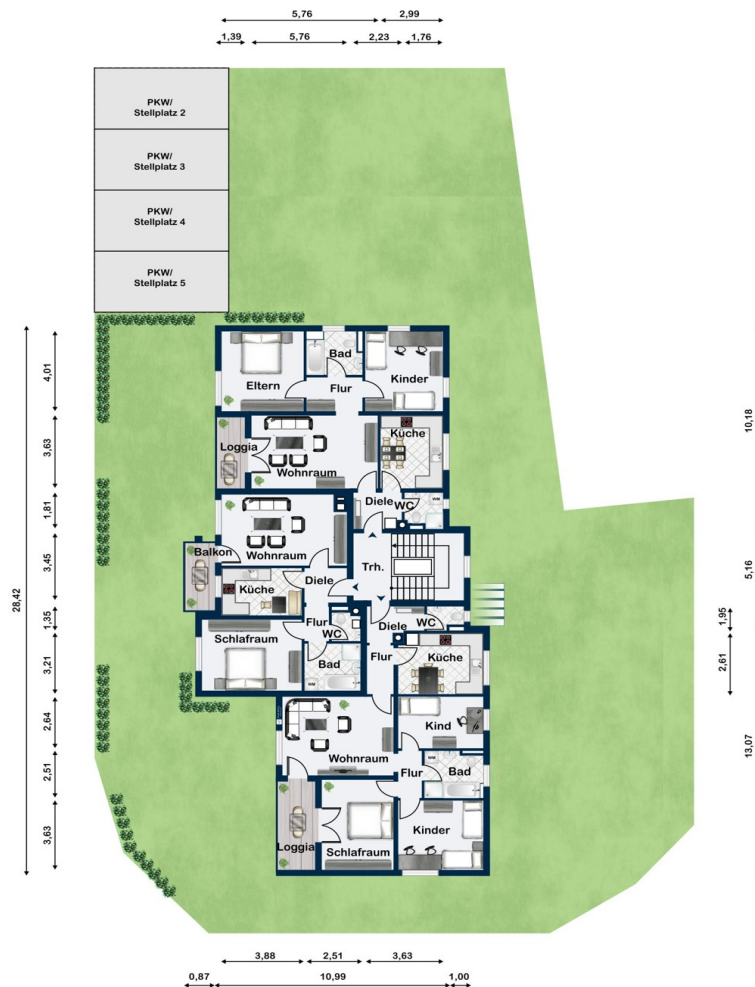 5,76
2,99
1,39
5,76
2,23
1,76
PKW/
Stellplatz 2
PKW/
Stellplatz 3
PKW/
Stellplatz 4
PKW/
Stellplatz 5
28,42
4,01
3,63
1,81
3,45
1,35
3,21
2,64
2,51
3,63
10,18
5,16
1,95
2,61
13,07
Bad
Eltern
Flur
Kinder
Loggia
Wohnraum
Küche
Diele
WC
WM
Wohnraum
Balkon
Trh.
Küche
Diele
Flur
WC
Diele
WC
Schlafraum
Bad
WM
Flur
Küche
Kind
Wohnraum
Flur
WM
Bad
Loggia
Schlafraum
Kinder
3,88
2,51
3,63
0,87
10,99
1,00